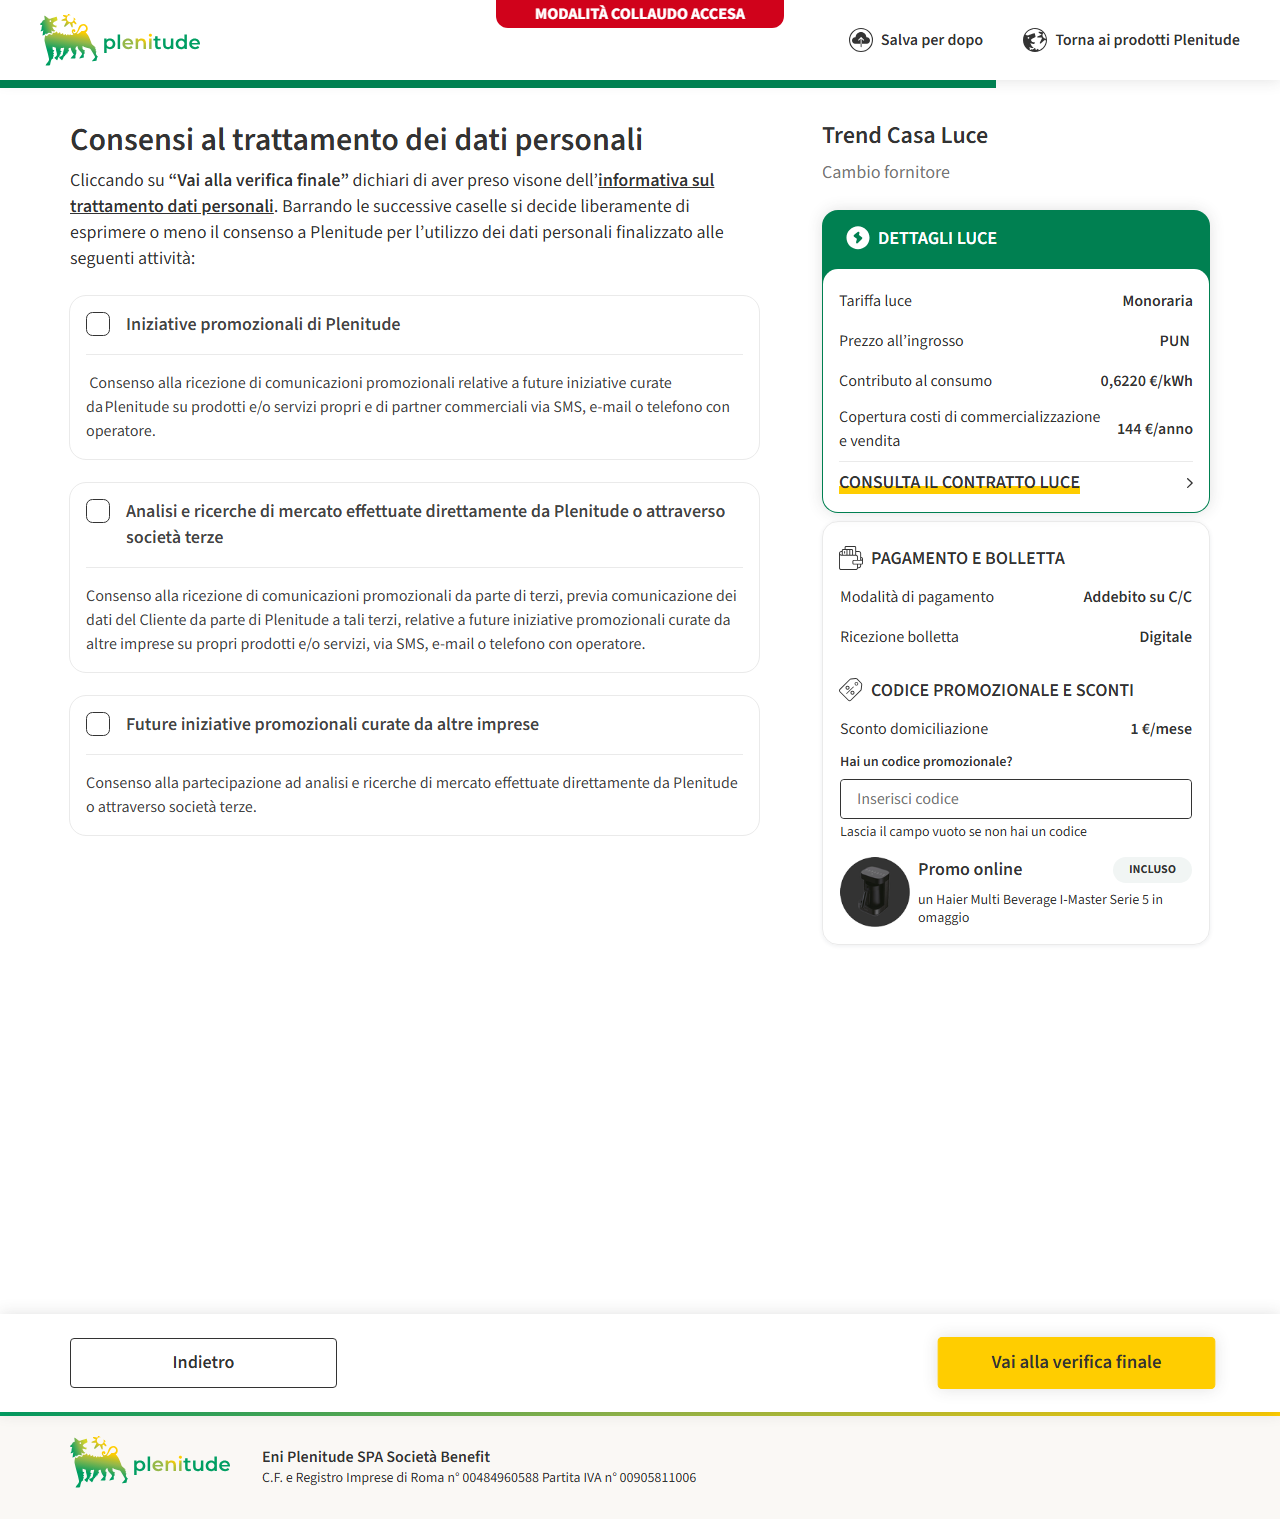 MODALITÀ COLLAUDO ACCESA
plenitude
Salva per dopo
Torna ai prodotti Plenitude
Consensi al trattamento dei dati personali
Cliccando su “Vai alla verifica finale” dichiari di aver preso visone dell’informativa sul
trattamento dati personali. Barrando le successive caselle si decide liberamente di
esprimere o meno il consenso a Plenitude per l’utilizzo dei dati personali finalizzato alle
seguenti attività:
Iniziative promozionali di Plenitude
Consenso alla ricezione di comunicazioni promozionali relative a future iniziative curate
da Plenitude su prodotti e/o servizi propri e di partner commerciali via SMS, e-mail o telefono con
operatore.
Analisi e ricerche di mercato effettuate direttamente da Plenitude o attraverso
società terze
Consenso alla ricezione di comunicazioni promozionali da parte di terzi, previa comunicazione dei
dati del Cliente da parte di Plenitude a tali terzi, relative a future iniziative promozionali curate da
altre imprese su propri prodotti e/o servizi, via SMS, e-mail o telefono con operatore.
Future iniziative promozionali curate da altre imprese
Consenso alla partecipazione ad analisi e ricerche di mercato effettuate direttamente da Plenitude
o attraverso società terze.
Trend Casa Luce
Cambio fornitore
DETTAGLI LUCE
Tariffa luce Monoraria
Prezzo all’ingrosso PUN
Contributo al consumo 0,6220 €/kWh
Copertura costi di commercializzazione
e vendita 144 €/anno
CONSULTA IL CONTRATTO LUCE
PAGAMENTO E BOLLETTA
Modalità di pagamento Addebito su C/C
Ricezione bolletta Digitale
CODICE PROMOZIONALE E SCONTI
Sconto domiciliazione 1 €/mese
Hai un codice promozionale?
Inserisci codice
Lascia il campo vuoto se non hai un codice
Promo online INCLUSO
un Haier Multi Beverage I-Master Serie 5 in
omaggio
Indietro
Vai alla verifica finale
plenitude
Eni Plenitude SPA Società Benefit
C.F. e Registro Imprese di Roma n° 00484960588 Partita IVA n° 00905811006